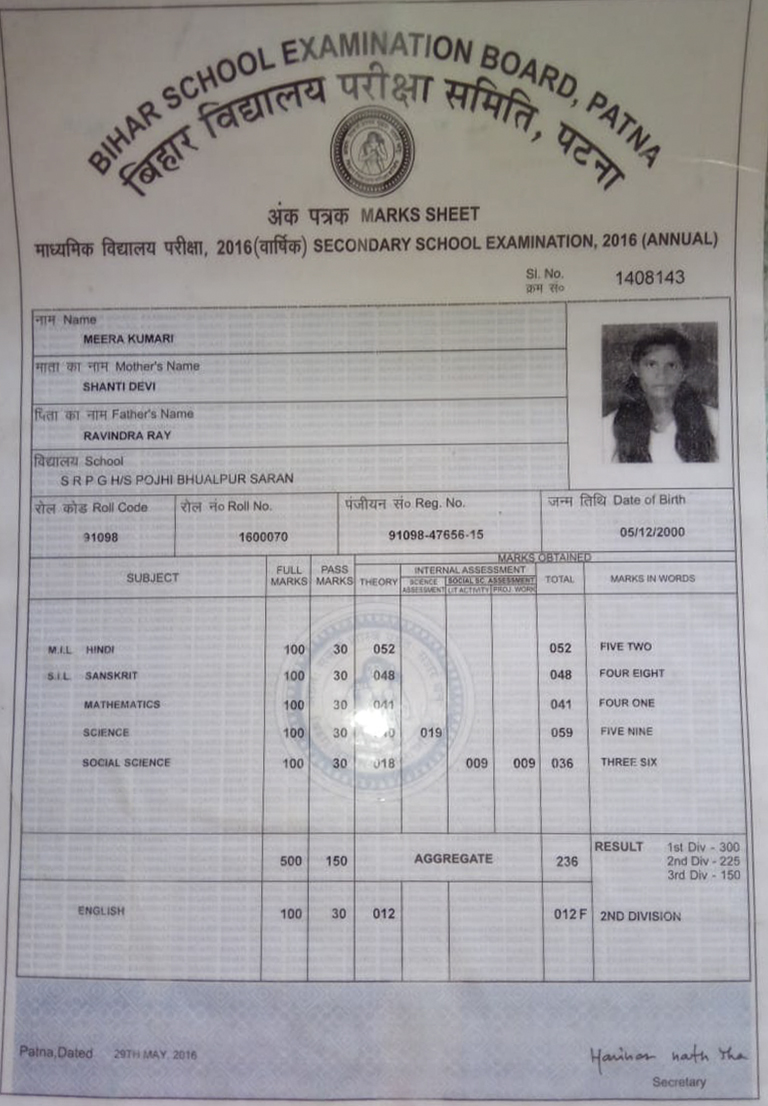 BIHAR SCHOOL EXAMINATION BOARD, PATNA
बिहार विद्यालय परीक्षा समिति, पटना
अंक पत्रक MARKS SHEET
माध्यमिक विद्यालय परीक्षा, 2016(वार्षिक) SECONDARY SCHOOL EXAMINATION, 2016 (ANNUAL)
Sl. No. 1408143
क्रम सं०
नाम Name
MEERA KUMARI
माता का नाम Mother's Name
SHANTI DEVI
पिता का नाम Father's Name
RAVINDRA RAY
विद्यालय School
S R P G H/S POJHI BHUALPUR SARAN
रोल कोड Roll Code रोल नं० Roll No. पंजीयन सं० Reg. No. जन्म तिथि Date of Birth
91098 1600070 91098-47656-15 05/12/2000
MARKS OBTAINED
SUBJECT FULL MARKS PASS MARKS THEORY INTERNAL ASSESSMENT TOTAL MARKS IN WORDS
SCIENCE ASSESSMENT SOCIAL SC. ASSESSMENT
LIT ACTIVITY PROJ. WORK
M.I.L HINDI 100 30 052 052 FIVE TWO
S.I.L. SANSKRIT 100 30 048 048 FOUR EIGHT
MATHEMATICS 100 30 041 041 FOUR ONE
SCIENCE 100 30 019 059 FIVE NINE
SOCIAL SCIENCE 100 30 018 009 009 036 THREE SIX
500 150 AGGREGATE 236 RESULT 1st Div - 300
2nd Div - 225
3rd Div - 150
ENGLISH 100 30 012 012 F 2ND DIVISION
Patna,Dated 29TH MAY, 2016
Secretary